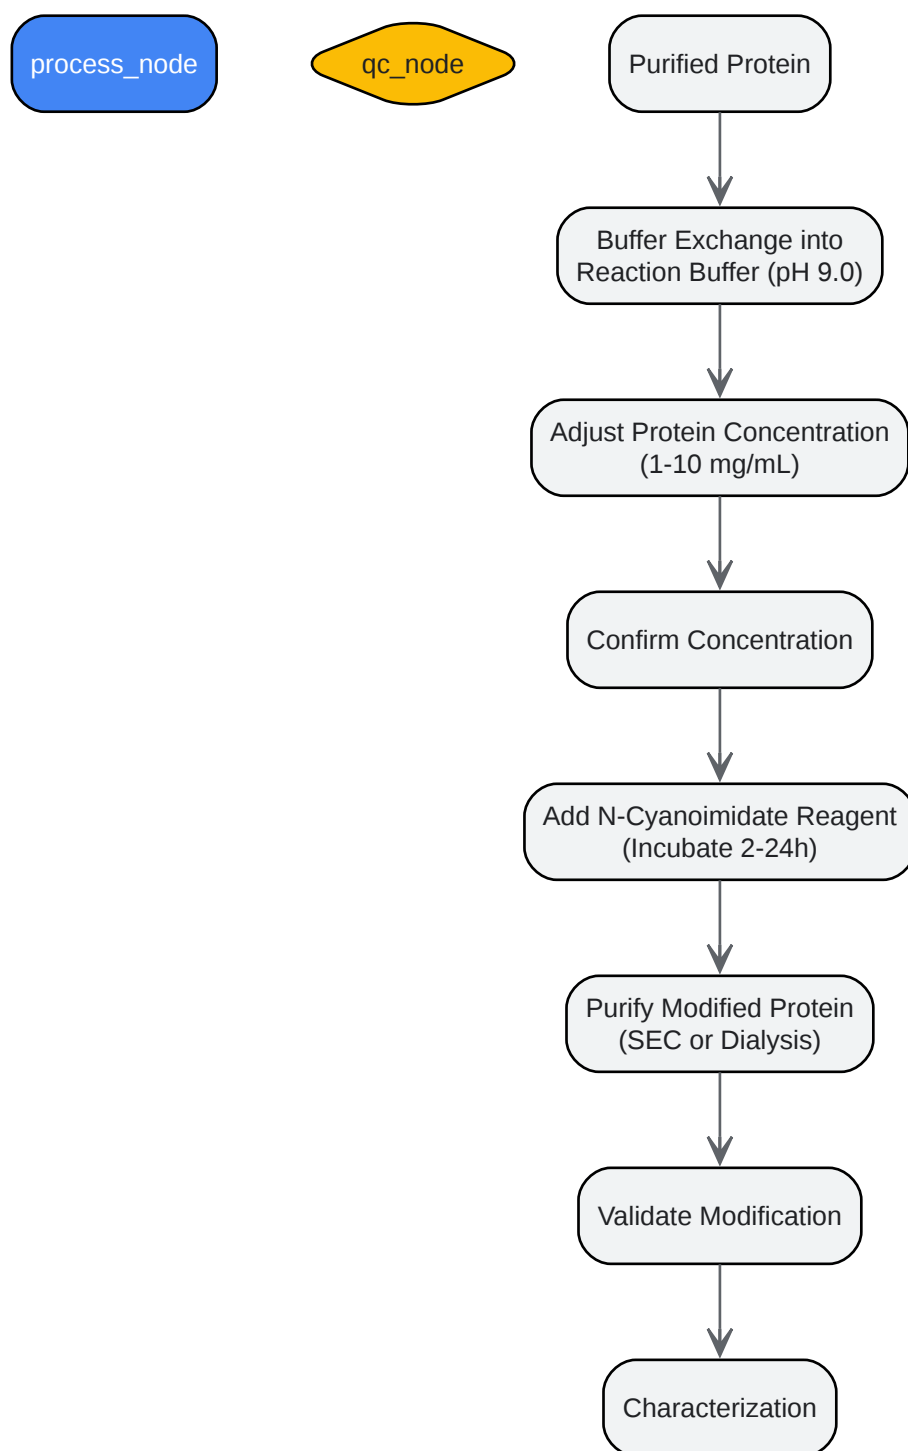 process_node
qc_node
Purified Protein
Buffer Exchange into
Reaction Buffer (pH 9.0)
Adjust Protein Concentration
(1-10 mg/mL)
Confirm Concentration
Add N-Cyanoimidate Reagent
(Incubate 2-24h)
Purify Modified Protein
(SEC or Dialysis)
Validate Modification
Characterization